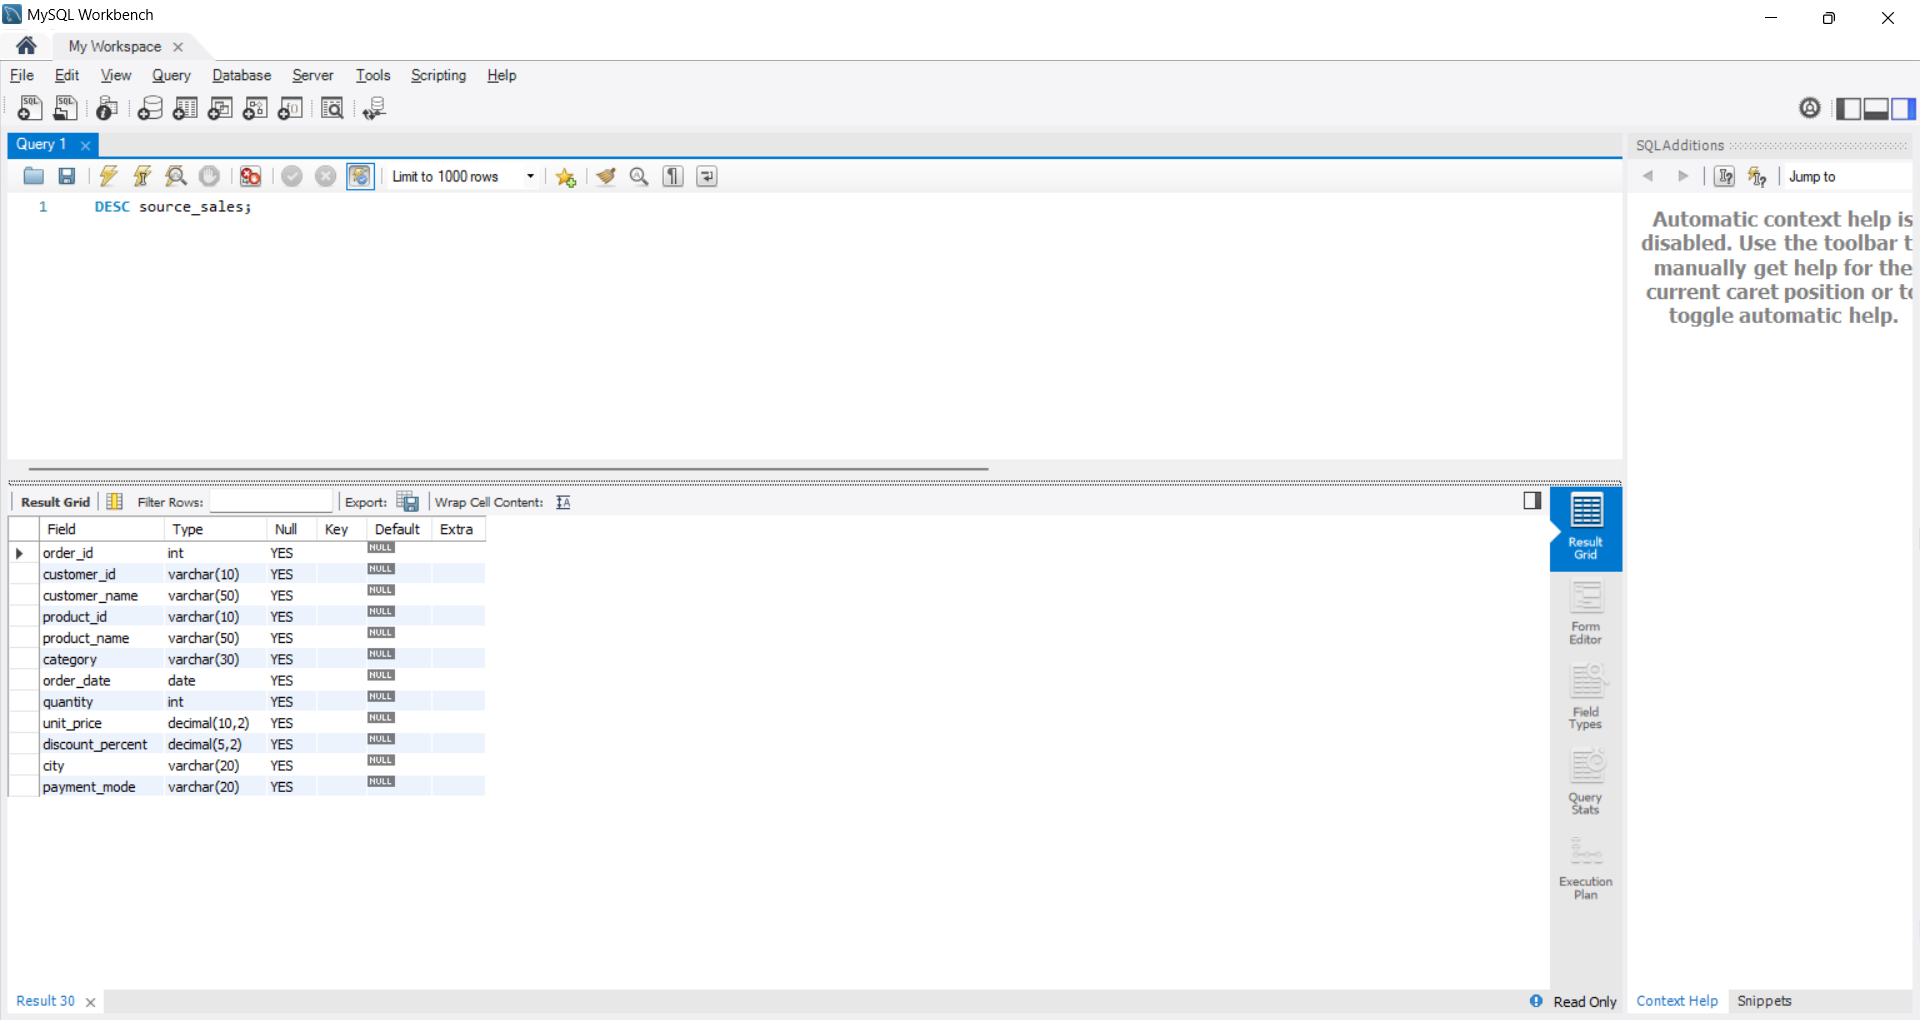 MySQL Workbench
My Workspace
File Edit View Query Database Server Tools Scripting Help
Query 1
SQLAdditions
Limit to 1000 rows
Jump to
1 DESC source_sales;
Automatic context help is
disabled. Use the toolbar t
manually get help for the
current caret position or to
toggle automatic help.
Result Grid Filter Rows: Export: Wrap Cell Content:
Field Type Null Key Default Extra
order_id int YES NULL
customer_id varchar(10) YES NULL
customer_name varchar(50) YES NULL
product_id varchar(10) YES NULL
product_name varchar(50) YES NULL
category varchar(30) YES NULL
order_date date YES NULL
quantity int YES NULL
unit_price decimal(10,2) YES NULL
discount_percent decimal(5,2) YES NULL
city varchar(20) YES NULL
payment_mode varchar(20) YES NULL
Result
Grid
Form
Editor
Field
Types
Query
Stats
Execution
Plan
Result 30
Read Only
Context Help Snippets